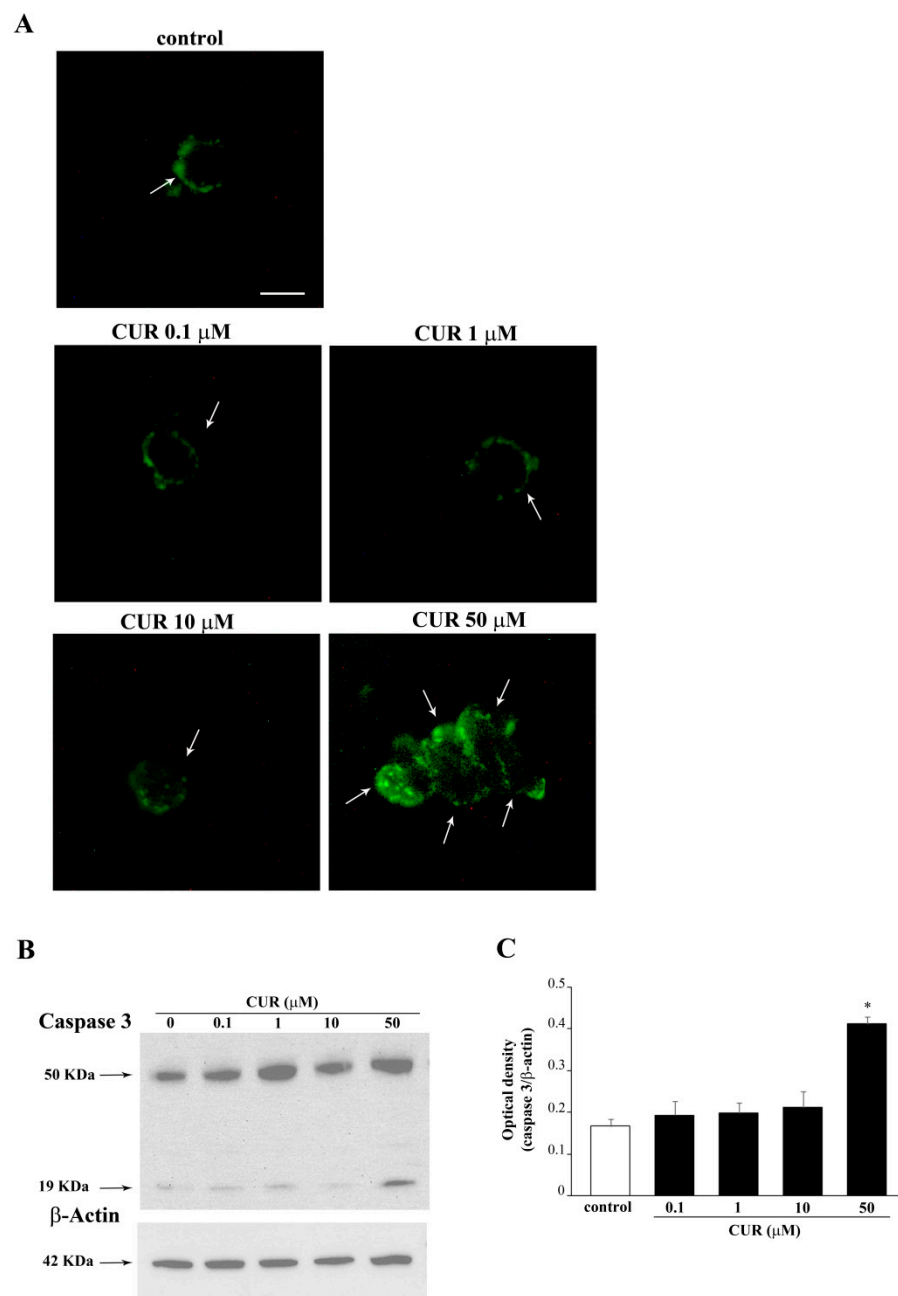 A
control
CUR 0.1 μM
CUR 1 μM
CUR 10 μM
CUR 50 μM
B
CUR (μM)
Caspase 3
0 0.1 1 10 50
50 KDa
19 KDa
β-Actin
42 KDa
C
Optical density
(caspase 3/β-actin)
0.5
0.4
0.3
0.2
0.1
0
*
control 0.1 1 10 50
CUR (μM)